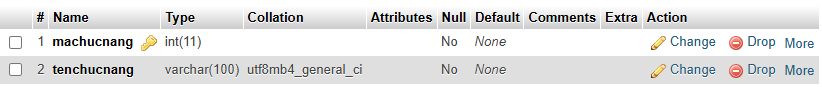 # Name Type Collation Attributes Null Default Comments Extra Action
1 machucnang int(11) No None Change Drop More
2 tenchucnang varchar(100) utf8mb4_general_ci No None Change Drop More